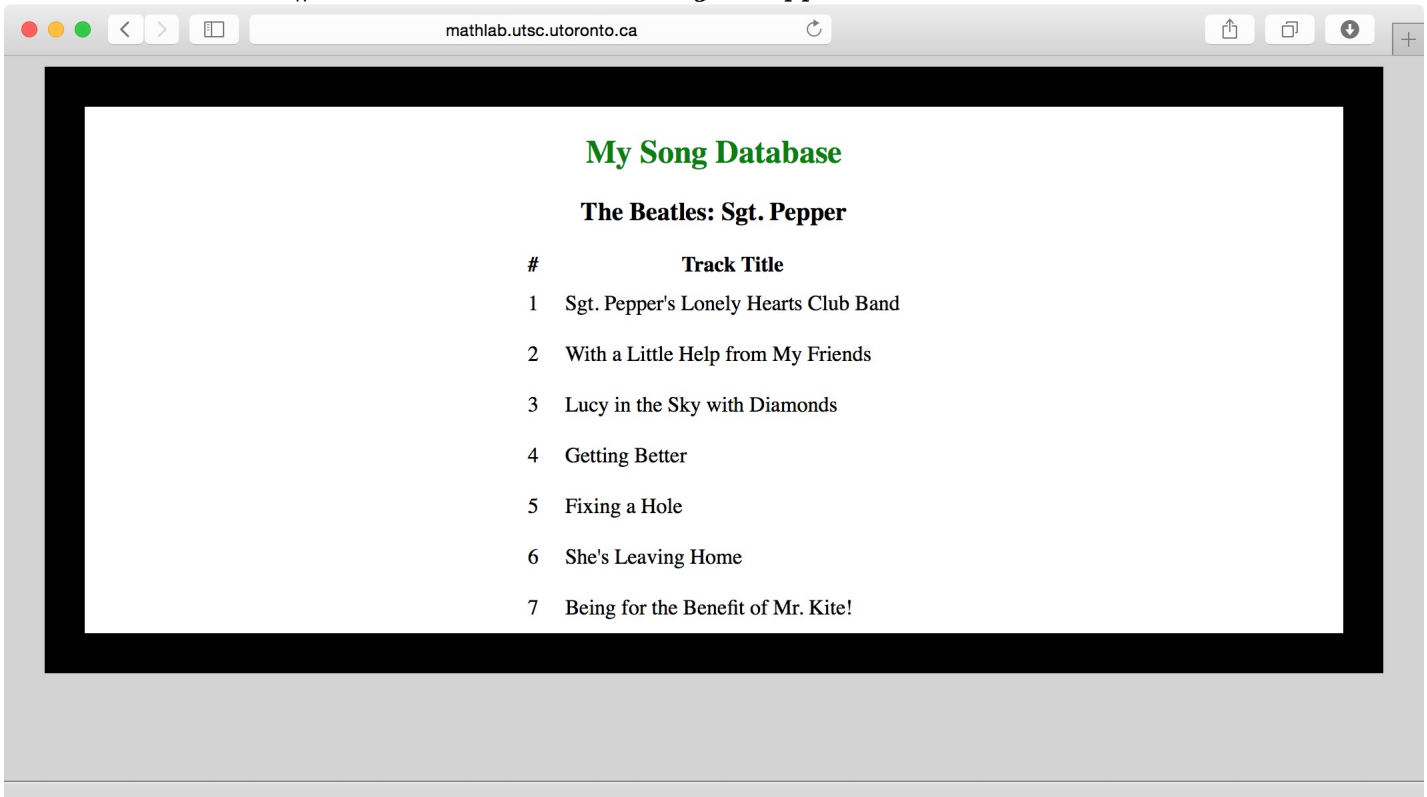 mathlab.utsc.utoronto.ca
My Song Database
The Beatles: Sgt. Pepper
# Track Title
1 Sgt. Pepper's Lonely Hearts Club Band
2 With a Little Help from My Friends
3 Lucy in the Sky with Diamonds
4 Getting Better
5 Fixing a Hole
6 She's Leaving Home
7 Being for the Benefit of Mr. Kite!